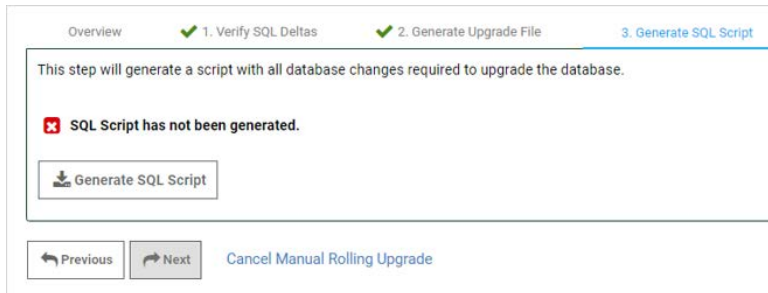 Overview 1. Verify SQL Deltas 2. Generate Upgrade File 3. Generate SQL Script
This step will generate a script with all database changes required to upgrade the database.
SQL Script has not been generated.
Generate SQL Script
Previous Next Cancel Manual Rolling Upgrade